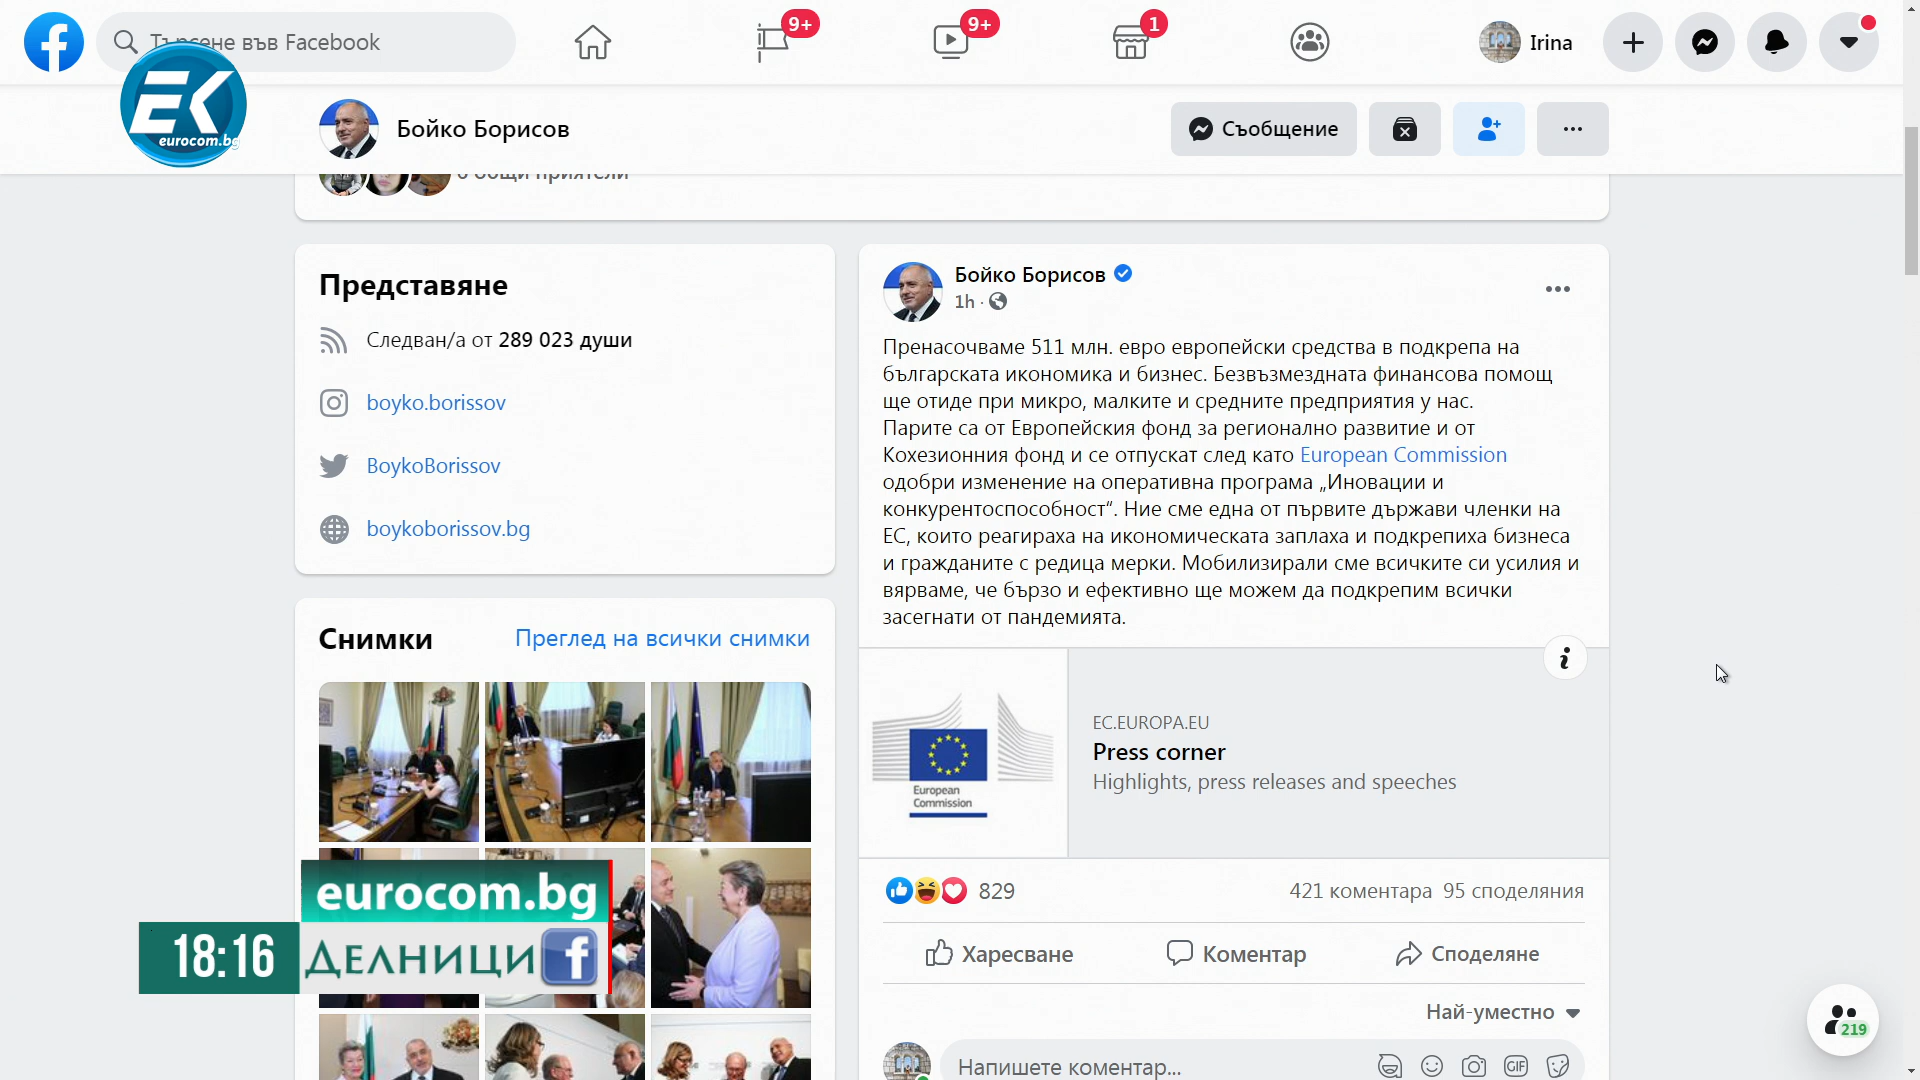 Търсене във Facebook
9+
9+
1
Irina
EK
eurocom.bg
Бойко Борисов
Съобщение
6 общи приятели
Представяне
Следван/а от 289 023 души
boyko.borissov
BoykoBorissov
boykoborissov.bg
Снимки
Преглед на всички снимки
Бойко Борисов
1h ·
Пренасочваме 511 млн. евро европейски средства в подкрепа на
българската икономика и бизнес. Безвъзмездната финансова помощ
ще отиде при микро, малките и средните предприятия у нас.
Парите са от Европейския фонд за регионално развитие и от
Кохезионния фонд и се отпускат след като European Commission
одобри изменение на оперативна програма „Иновации и
конкурентоспособност“. Ние сме една от първите държави членки на
ЕС, които реагираха на икономическата заплаха и подкрепиха бизнеса
и гражданите с редица мерки. Мобилизирали сме всичките си усилия и
вярваме, че бързо и ефективно ще можем да подкрепим всички
засегнати от пандемията.
European
Commission
EC.EUROPA.EU
Press corner
Highlights, press releases and speeches
829
421 коментара 95 споделяния
Харесване
Коментар
Споделяне
Най-уместно
Напишете коментар...
GIF
219
eurocom.bg
18:16
Делници